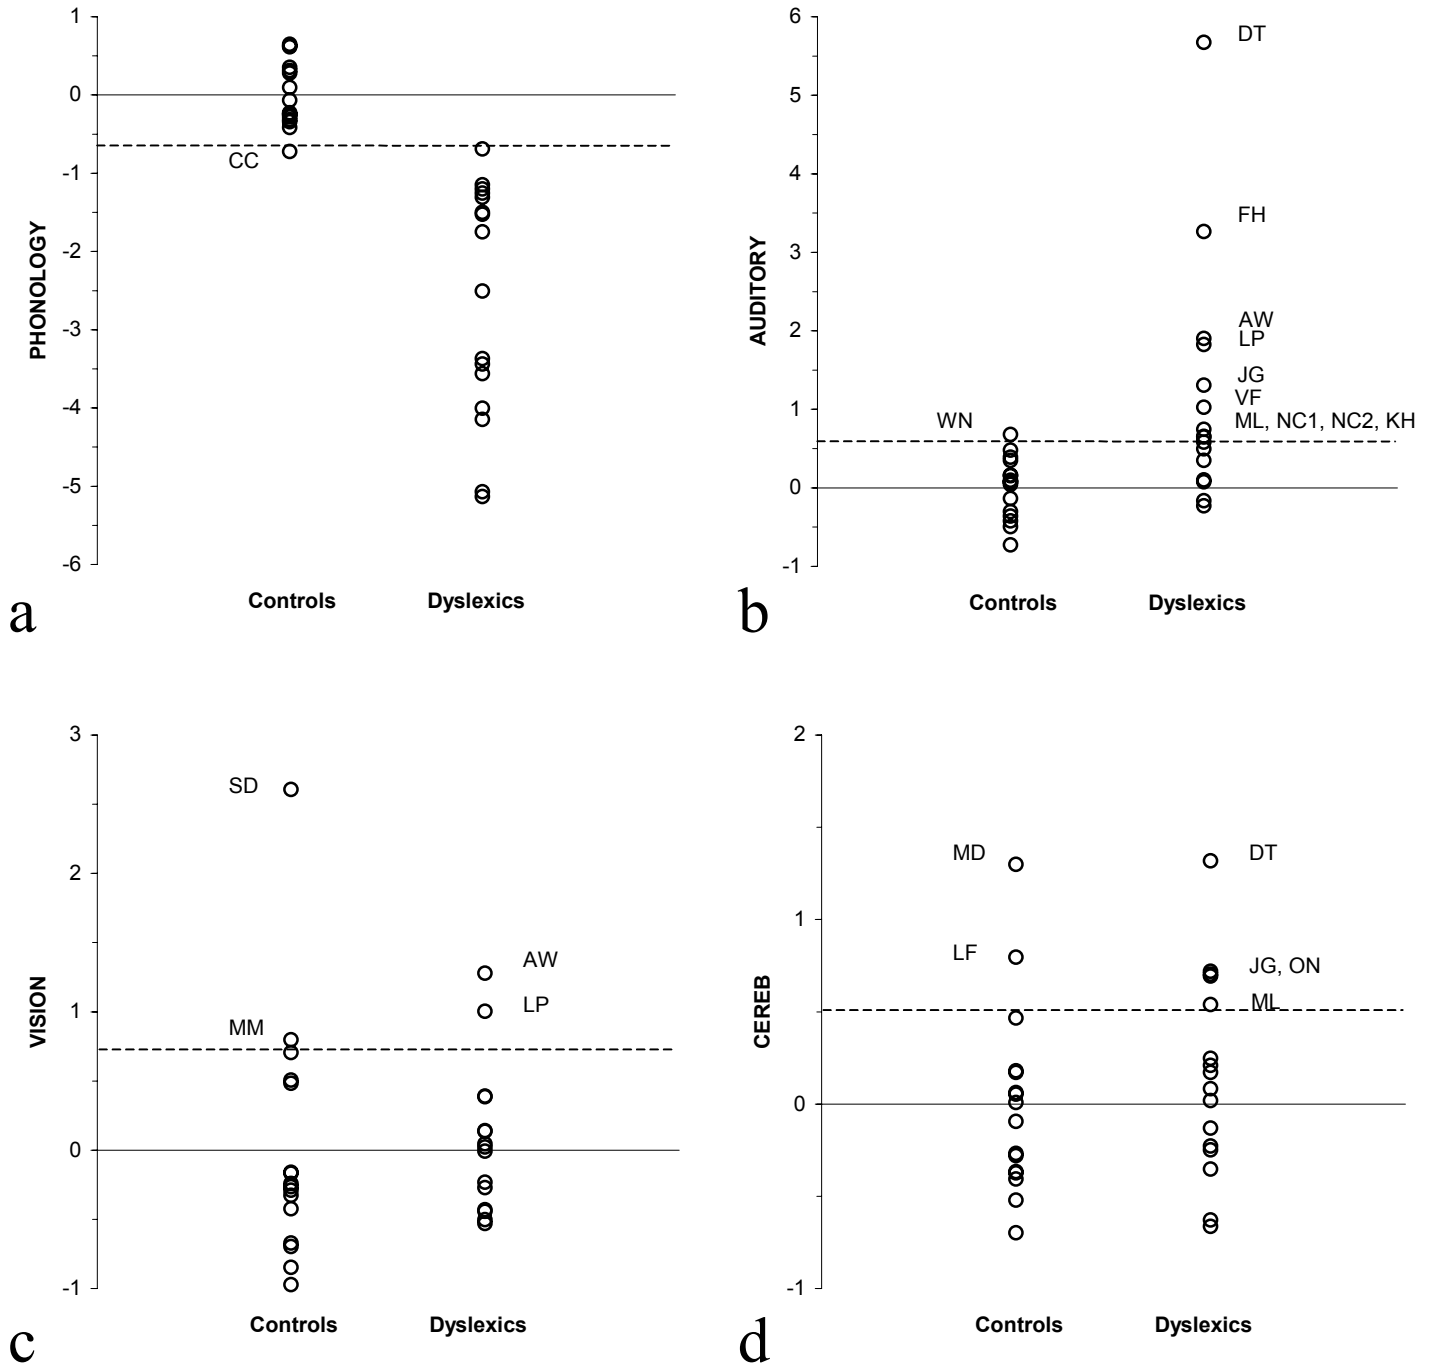 1
0
-1
-2
-3
-4
-5
-6
PHONOLOGY
CC
Controls Dyslexics
a
6
5
4
3
2
1
0
-1
AUDITORY
DT
FH
AW
LP
JG
VF
WN
ML, NC1, NC2, KH
Controls Dyslexics
b
3
2
1
0
-1
VISION
SD
AW
LP
MM
Controls Dyslexics
c
2
1
0
-1
CEREB
MD
DT
LF
JG, ON
ML
Controls Dyslexics
d